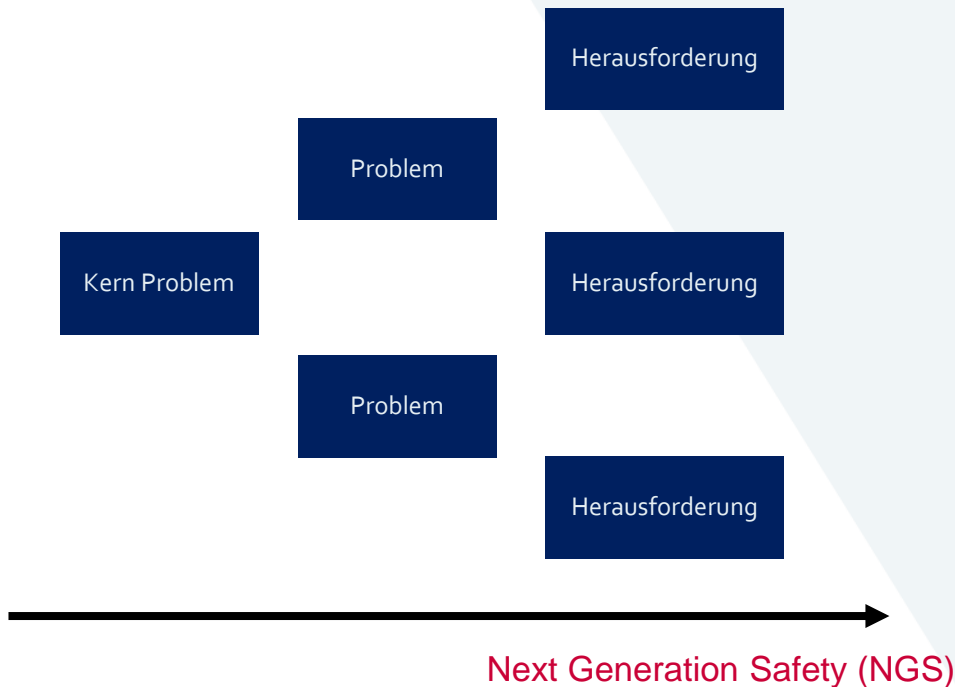 Herausforderung
Problem
Kern Problem
Herausforderung
Problem
Herausforderung
Next Generation Safety (NGS)